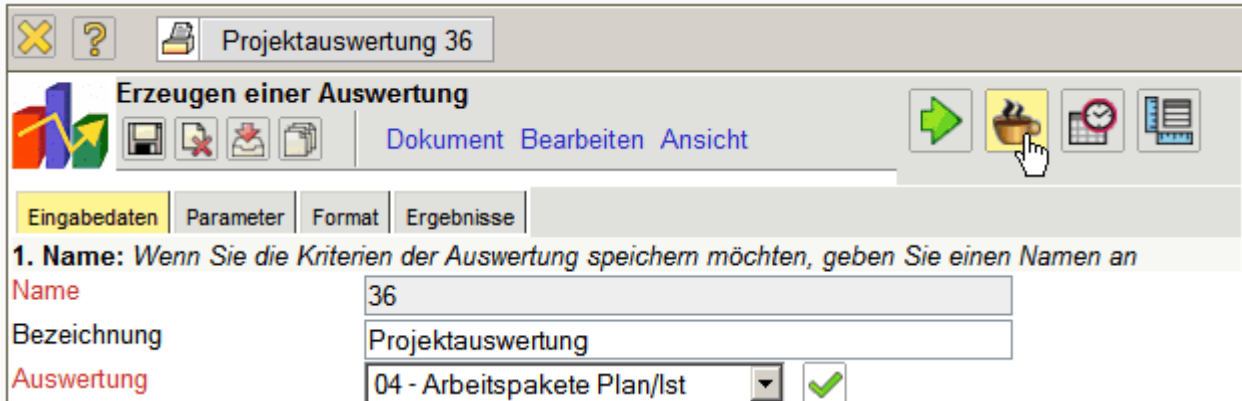 Projektauswertung 36
Erzeugen einer Auswertung
Dokument Bearbeiten Ansicht
Eingabedaten Parameter Format Ergebnisse
1. Name: Wenn Sie die Kriterien der Auswertung speichern möchten, geben Sie einen Namen an
Name 36
Bezeichnung Projektauswertung
Auswertung 04 - Arbeitspakete Plan/Ist